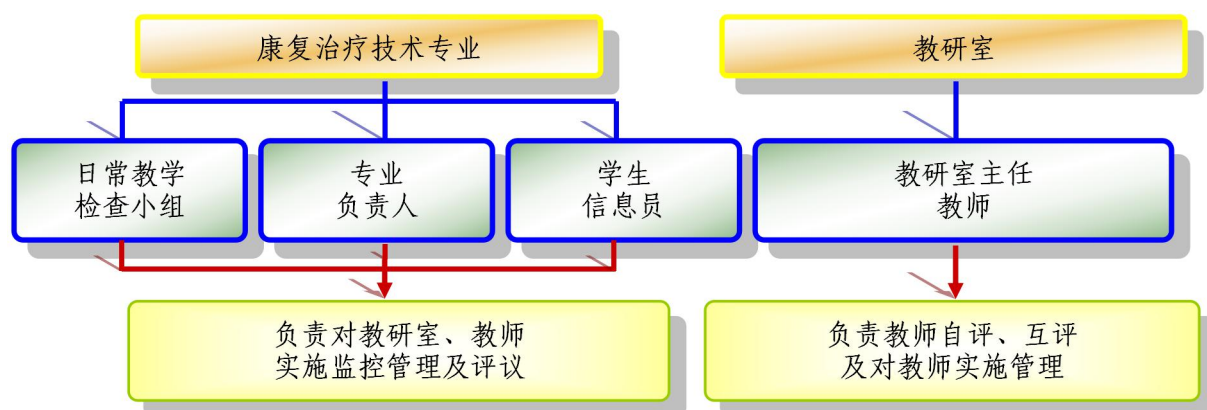 康复治疗技术专业
教研室
日常教学
检查小组
专业
负责人
学生
信息员
教研室主任
教师
负责对教研室、教师
实施监控管理及评议
负责教师自评、互评
及对教师实施管理